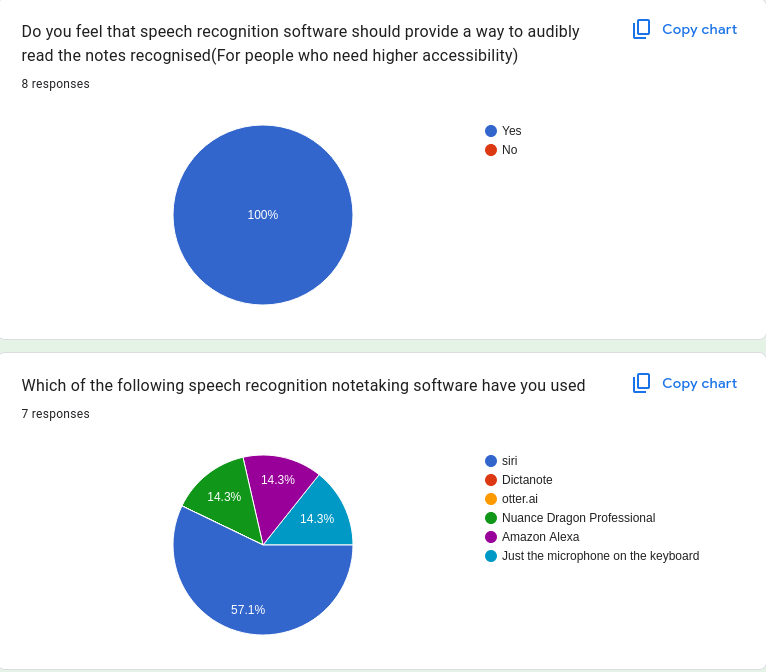 Do you feel that speech recognition software should provide a way to audibly
read the notes recognised(For people who need higher accessibility)
Copy chart
8 responses
Yes
No
100%
Which of the following speech recognition notetaking software have you used
Copy chart
7 responses
siri
Dictanote
otter.ai
Nuance Dragon Professional
Amazon Alexa
Just the microphone on the keyboard
14.3%
14.3%
14.3%
57.1%